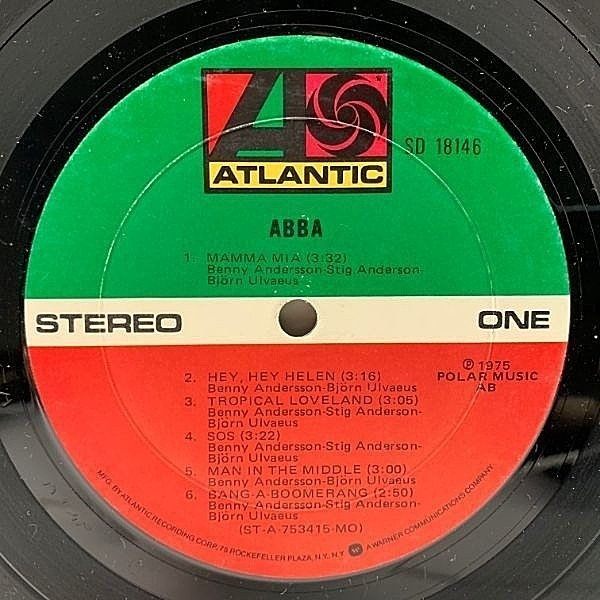 ATLANTIC
SD 18146
ABBA
1. MAMMA MIA (3:32)
Benny Andersson-Stig Anderson-
Björn Ulvaeus
STEREO
ONE
2. HEY, HEY HELEN (3:16)
Benny Andersson-Björn Ulvaeus
3. TROPICAL LOVELAND (3:05)
Benny Andersson-Stig Anderson-
Björn Ulvaeus
4. SOS (3:22)
Benny Andersson-Stig Anderson-
Björn Ulvaeus
5. MAN IN THE MIDDLE (3:00)
Benny Andersson-Björn Ulvaeus
6. BANG-A-BOOMERANG (2:50)
Benny Andersson-Stig Anderson-
Björn Ulvaeus
(ST-A-753415-MO)
℗ 1975
POLAR MUSIC
AB
MFG. BY ATLANTIC RECORDING CORP./75 ROCKEFELLER PLAZA, N.Y., N.Y. A WARNER COMMUNICATIONS COMPANY